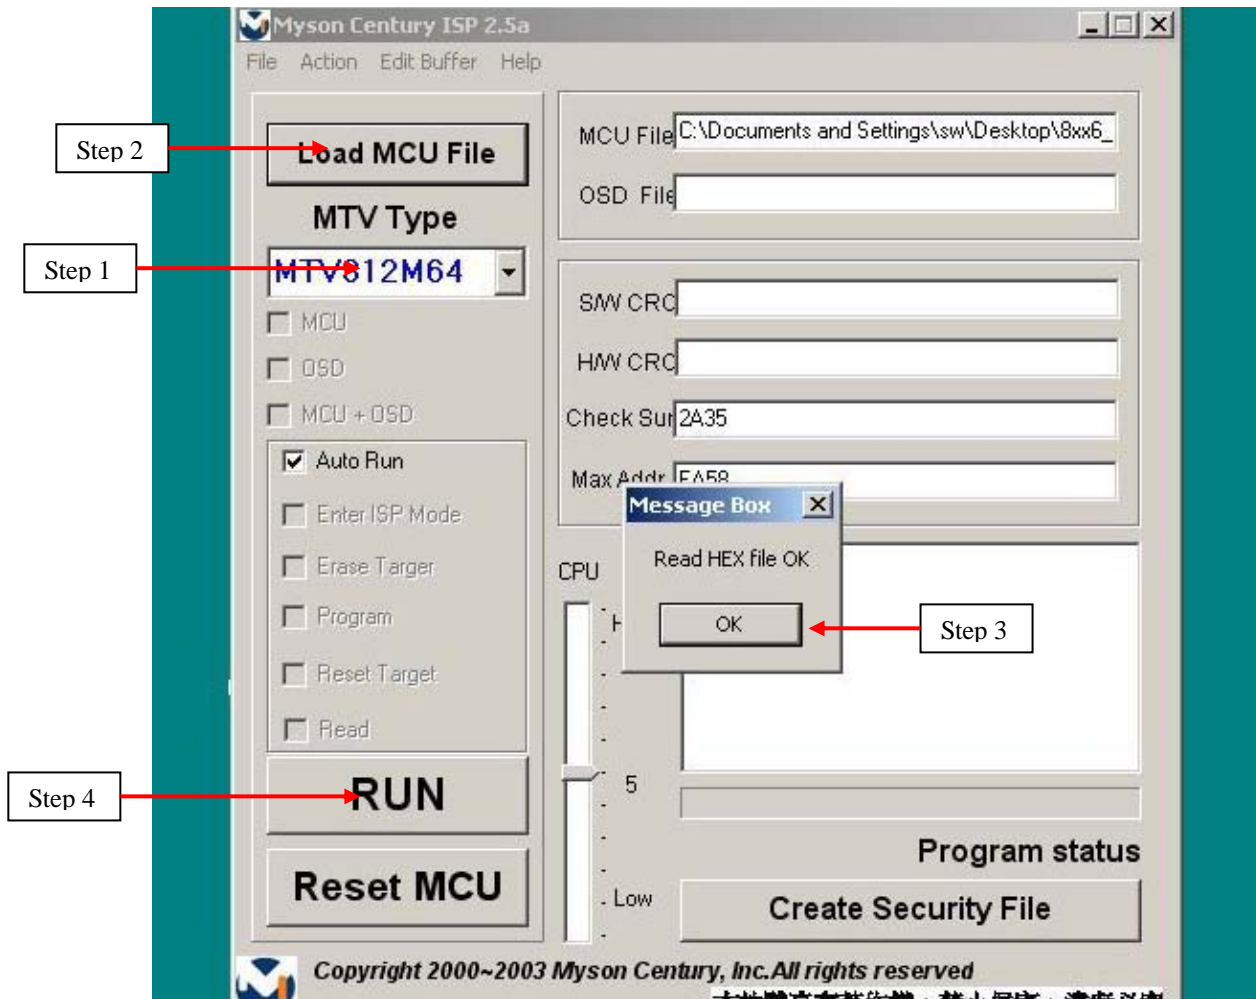 Myson Century ISP 2.5a
File Action Edit Buffer Help
Step 2
Load MCU File
MCU File C:\Documents and Settings\sw\Desktop\8xx6_
OSD File
MTV Type
Step 1
MTV312M64
MCU
S/W CRC
OSD
H/W CRC
MCU + OSD
Check Sur 2A35
Auto Run
Max Addr EA58
Message Box
Enter ISP Mode
Read HEX file OK
Erase Targer
CPU
OK
Step 3
Program
Reset Target
Read
Step 4
RUN
5
Program status
Reset MCU
Low
Create Security File
Copyright 2000~2003 Myson Century, Inc.All rights reserved